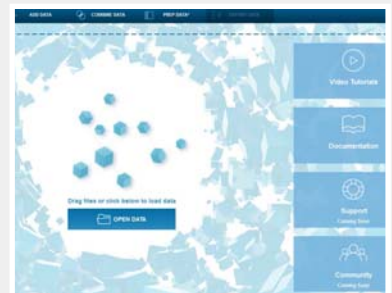 ADD DATA
COMBINE DATA
PREP DATA
Video Tutorials
Documentation
Drag files or click below to load data
OPEN DATA
Support
Coming Soon
Community
Coming Soon